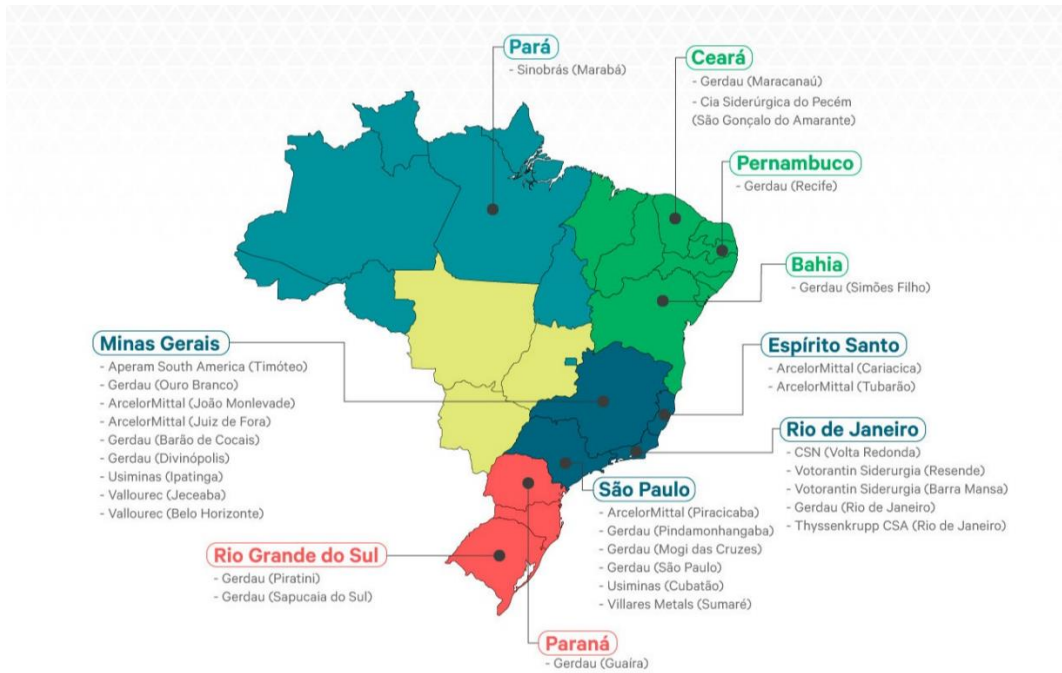 Pará
- Sinobrás (Marabá)
Ceará
- Gerdau (Maracanaú)
- Cia Siderúrgica do Pecém
(São Gonçalo do Amarante)
Pernambuco
- Gerdau (Recife)
Bahia
- Gerdau (Simões Filho)
Minas Gerais
- Aperam South America (Timóteo)
- Gerdau (Ouro Branco)
- ArcelorMittal (João Monlevade)
- ArcelorMittal (Juiz de Fora)
- Gerdau (Barão de Cocais)
- Gerdau (Divinópolis)
- Usiminas (Ipatinga)
- Vallourec (Jeceaba)
- Vallourec (Belo Horizonte)
Espírito Santo
- ArcelorMittal (Cariacica)
- ArcelorMittal (Tubarão)
Rio de Janeiro
- CSN (Volta Redonda)
- Votorantin Siderurgia (Resende)
- Votorantin Siderurgia (Barra Mansa)
- Gerdau (Rio de Janeiro)
- Thyssenkrupp CSA (Rio de Janeiro)
São Paulo
- ArcelorMittal (Piracicaba)
- Gerdau (Pindamonhangaba)
- Gerdau (Mogi das Cruzes)
- Gerdau (São Paulo)
- Usiminas (Cubatão)
- Villares Metals (Sumaré)
Rio Grande do Sul
- Gerdau (Piratini)
- Gerdau (Sapucaia do Sul)
Paraná
- Gerdau (Guaíra)